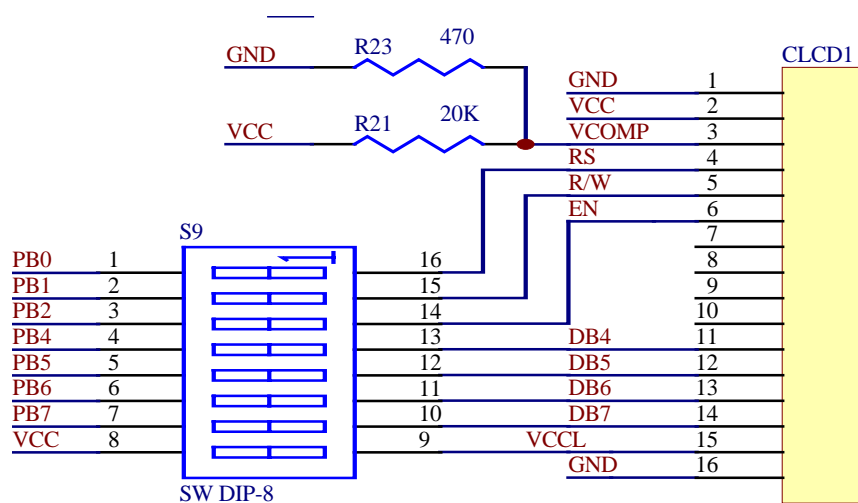 R23 470
GND
R21 20K
VCC
CLCD1
GND 1
VCC 2
VCOMP 3
RS 4
R/W 5
EN 6
7
8
9
10
DB4 11
DB5 12
DB6 13
DB7 14
VCCL 15
GND 16
S9
PB0 1 16
PB1 2 15
PB2 3 14
PB4 4 13
PB5 5 12
PB6 6 11
PB7 7 10
VCC 8 9
SW DIP-8